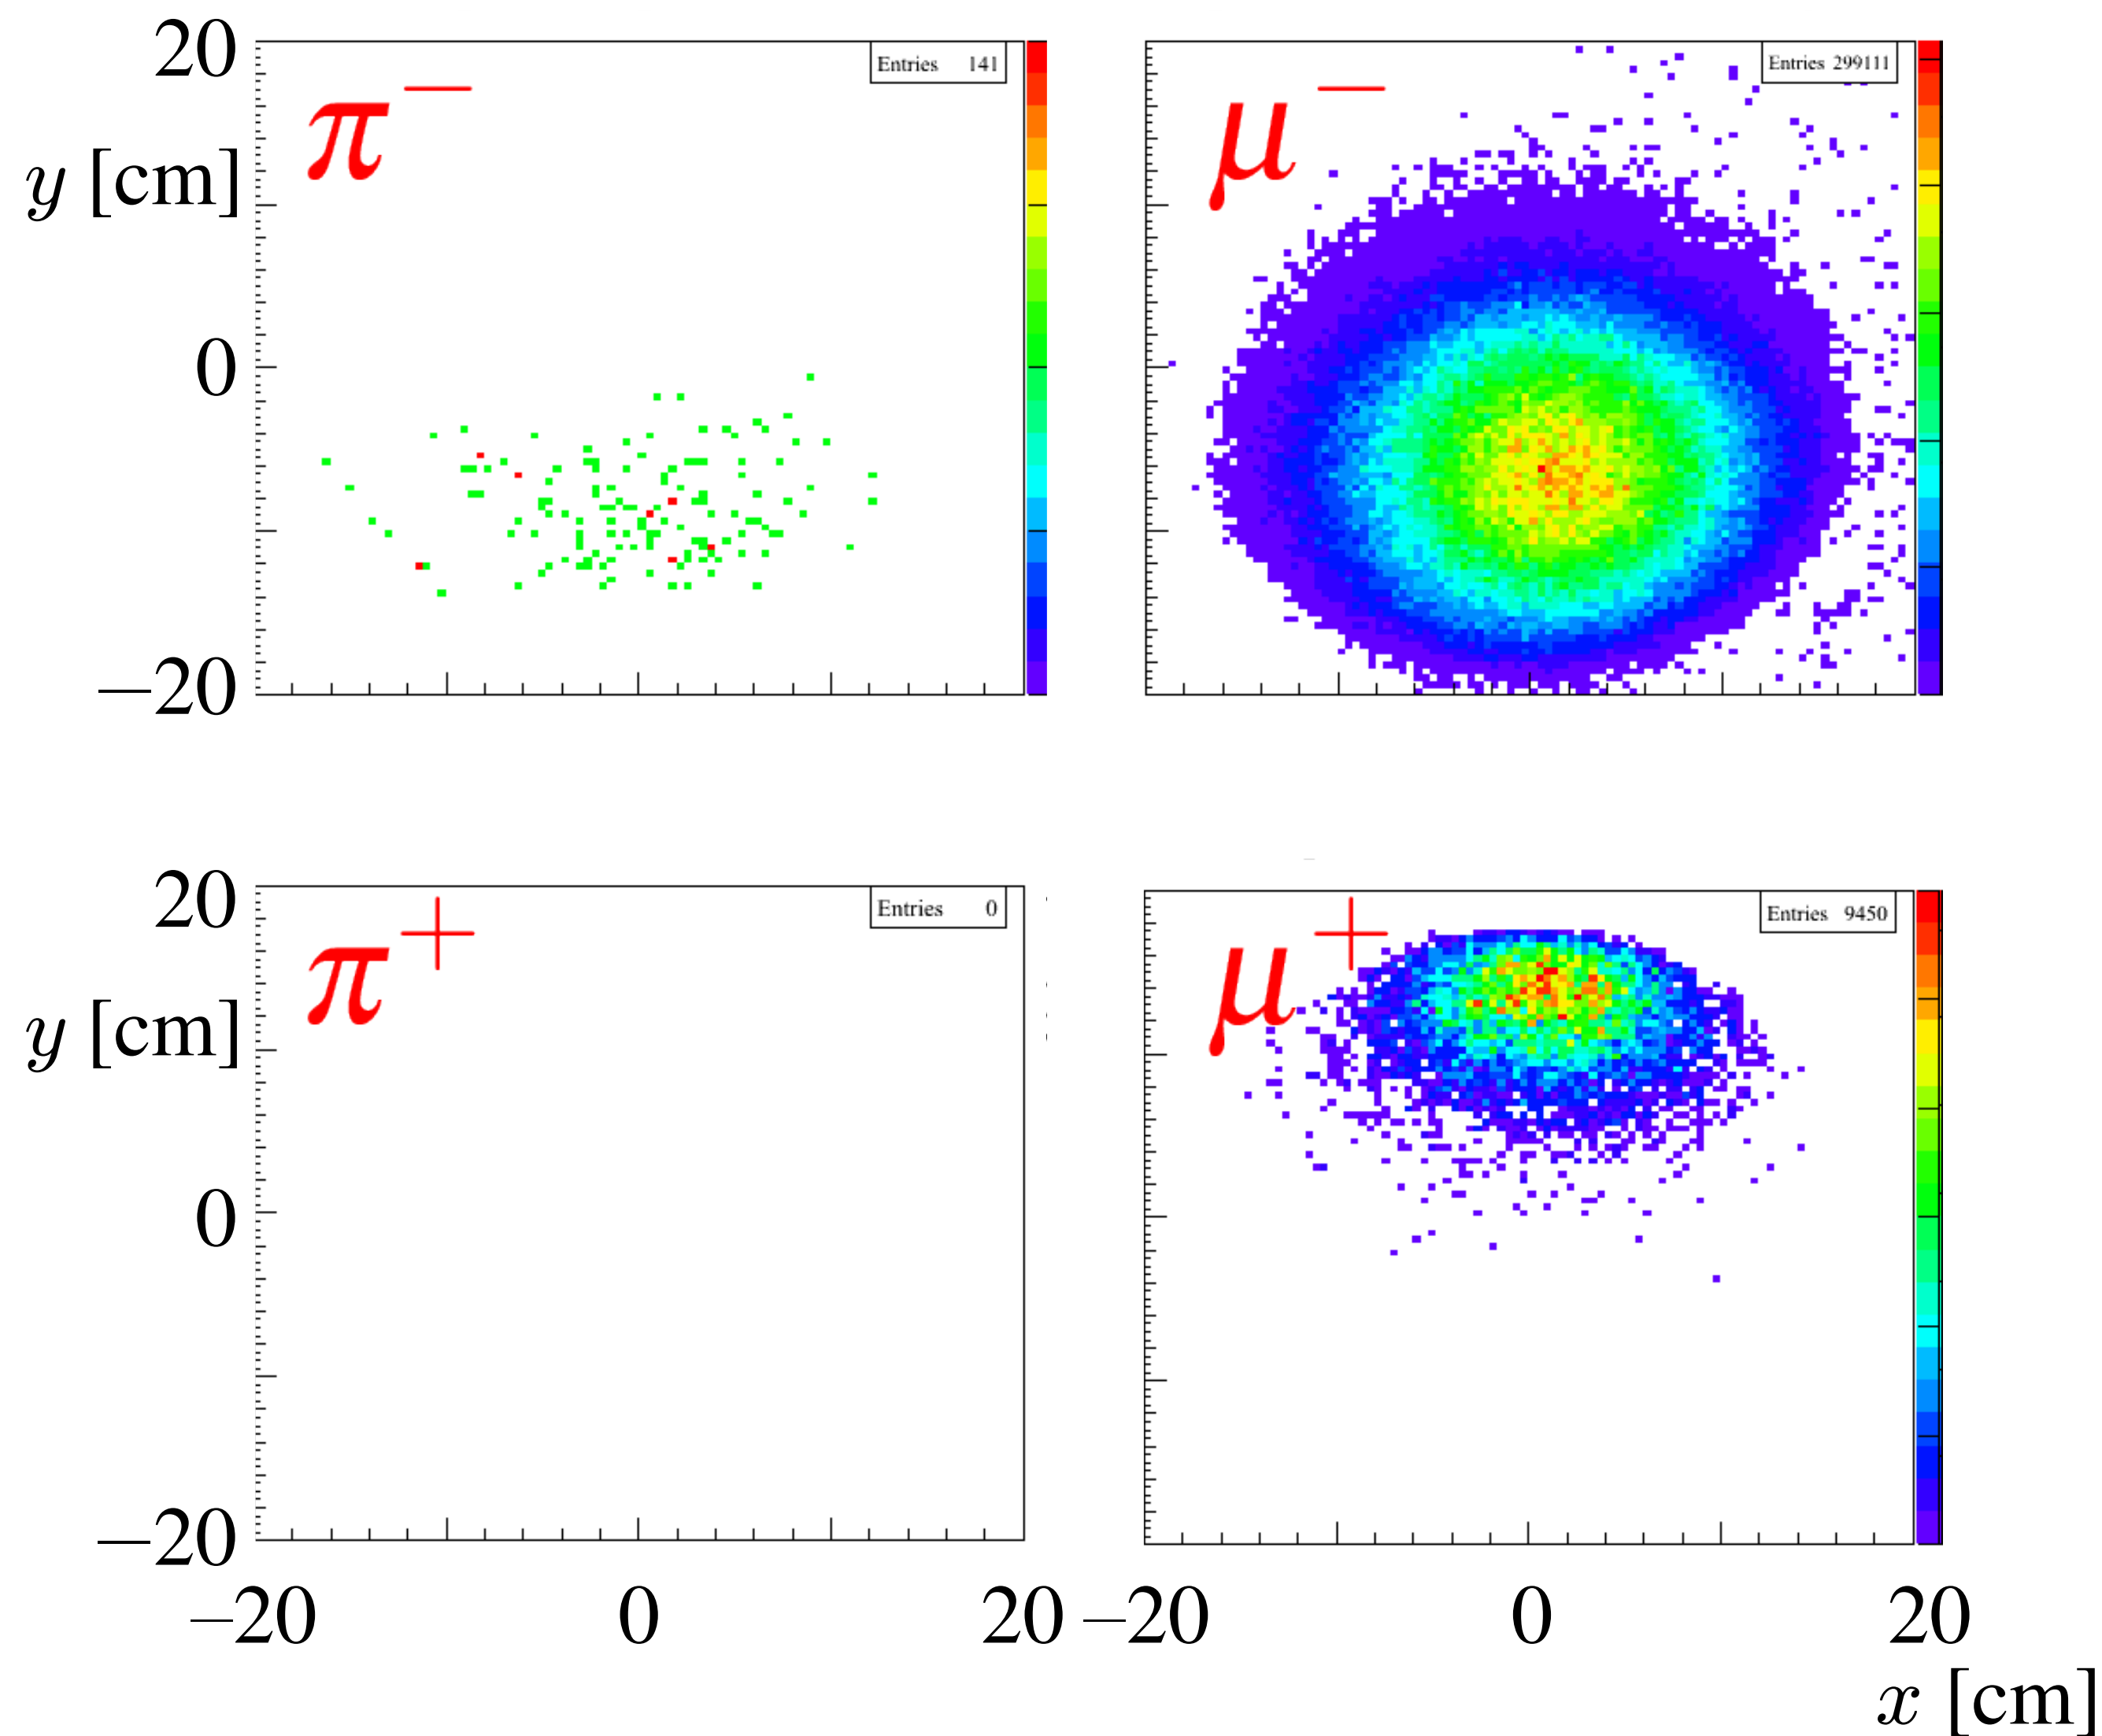 20
Entries 141
Entries 299111
π−
μ−
y [cm]
0
−20
20
Entries 0
Entries 9450
π+
μ+
y [cm]
0
−20
−20 0 20 −20 0 20
x [cm]